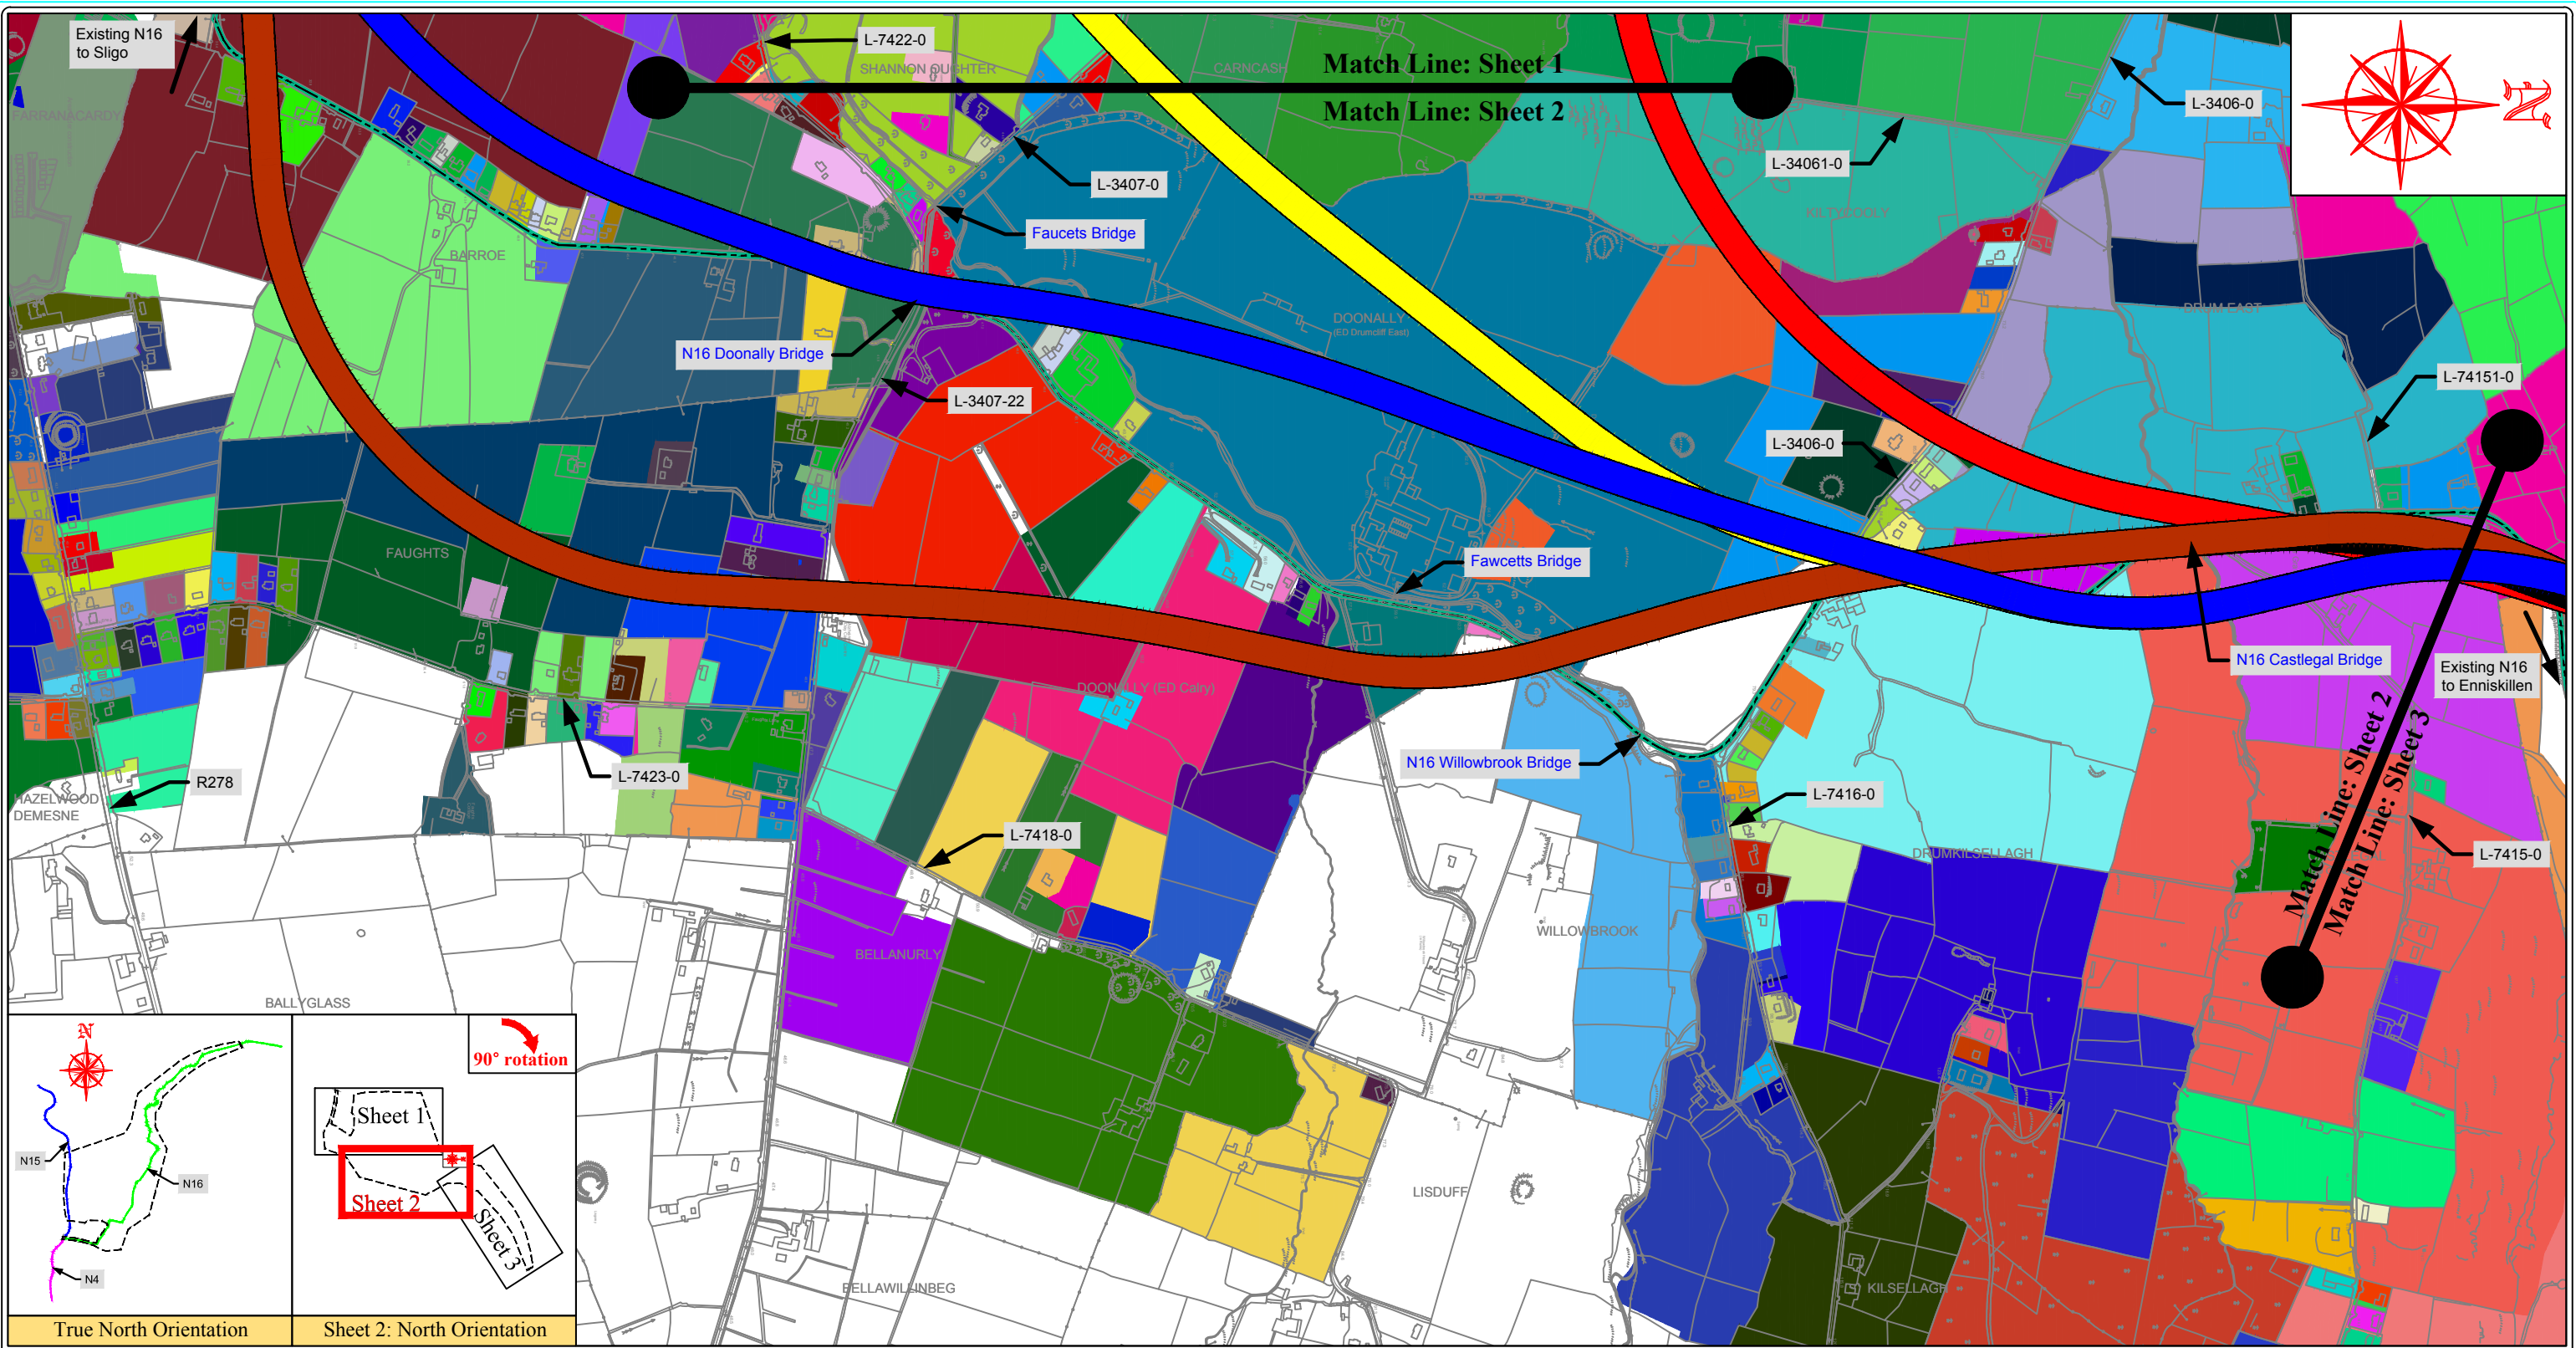 Existing N16
to Sligo
L-7422-0
SHANNON OUGHTER
CARNCASH
Match Line: Sheet 1
Match Line: Sheet 2
L-3406-0
N
FARRANACARDY
L-34061-0
L-3407-0
KILTYCOOLY
Faucets Bridge
BARROE
DRUM EAST
DOONALLY
(ED Drumcliff East)
N16 Doonally Bridge
L-74151-0
L-3407-22
L-3406-0
FAUGHTS
Fawcetts Bridge
N16 Castlegal Bridge
Existing N16
to Enniskillen
DOONALLY (ED Calry)
N16 Willowbrook Bridge
L-7423-0
R278
L-7416-0
HAZELWOOD
DEMESNE
L-7418-0
Match Line: Sheet 2
Match Line: Sheet 3
DRUMKILSELLAGH
L-7415-0
WILLOWBROOK
BELLANURLY
BALLYGLASS
N
90° rotation
Sheet 1
N15
N16
Sheet 2
Sheet 3
LISDUFF
N4
BELLAWILLINBEG
KILSELLAGH
True North Orientation
Sheet 2: North Orientation